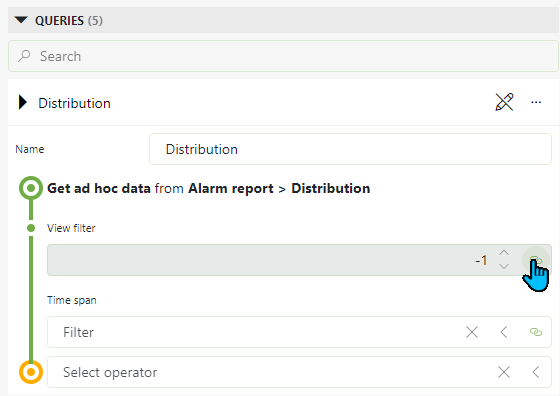 QUERIES (5)
Search
Distribution
...
Name
Distribution
Get ad hoc data from Alarm report > Distribution
View filter
-1
Time span
Filter
Select operator